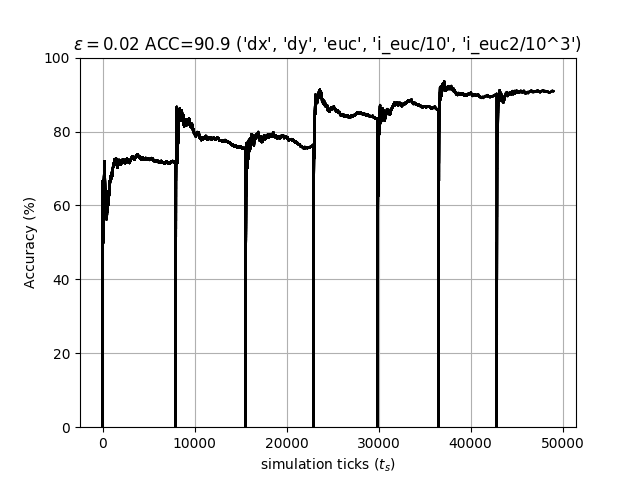 ε = 0.02 ACC=90.9 ('dx', 'dy', 'euc', 'i_euc/10', 'i_euc2/10^3')
100
80
60
40
20
0
Accuracy (%)
0 10000 20000 30000 40000 50000
simulation ticks (tₛ)